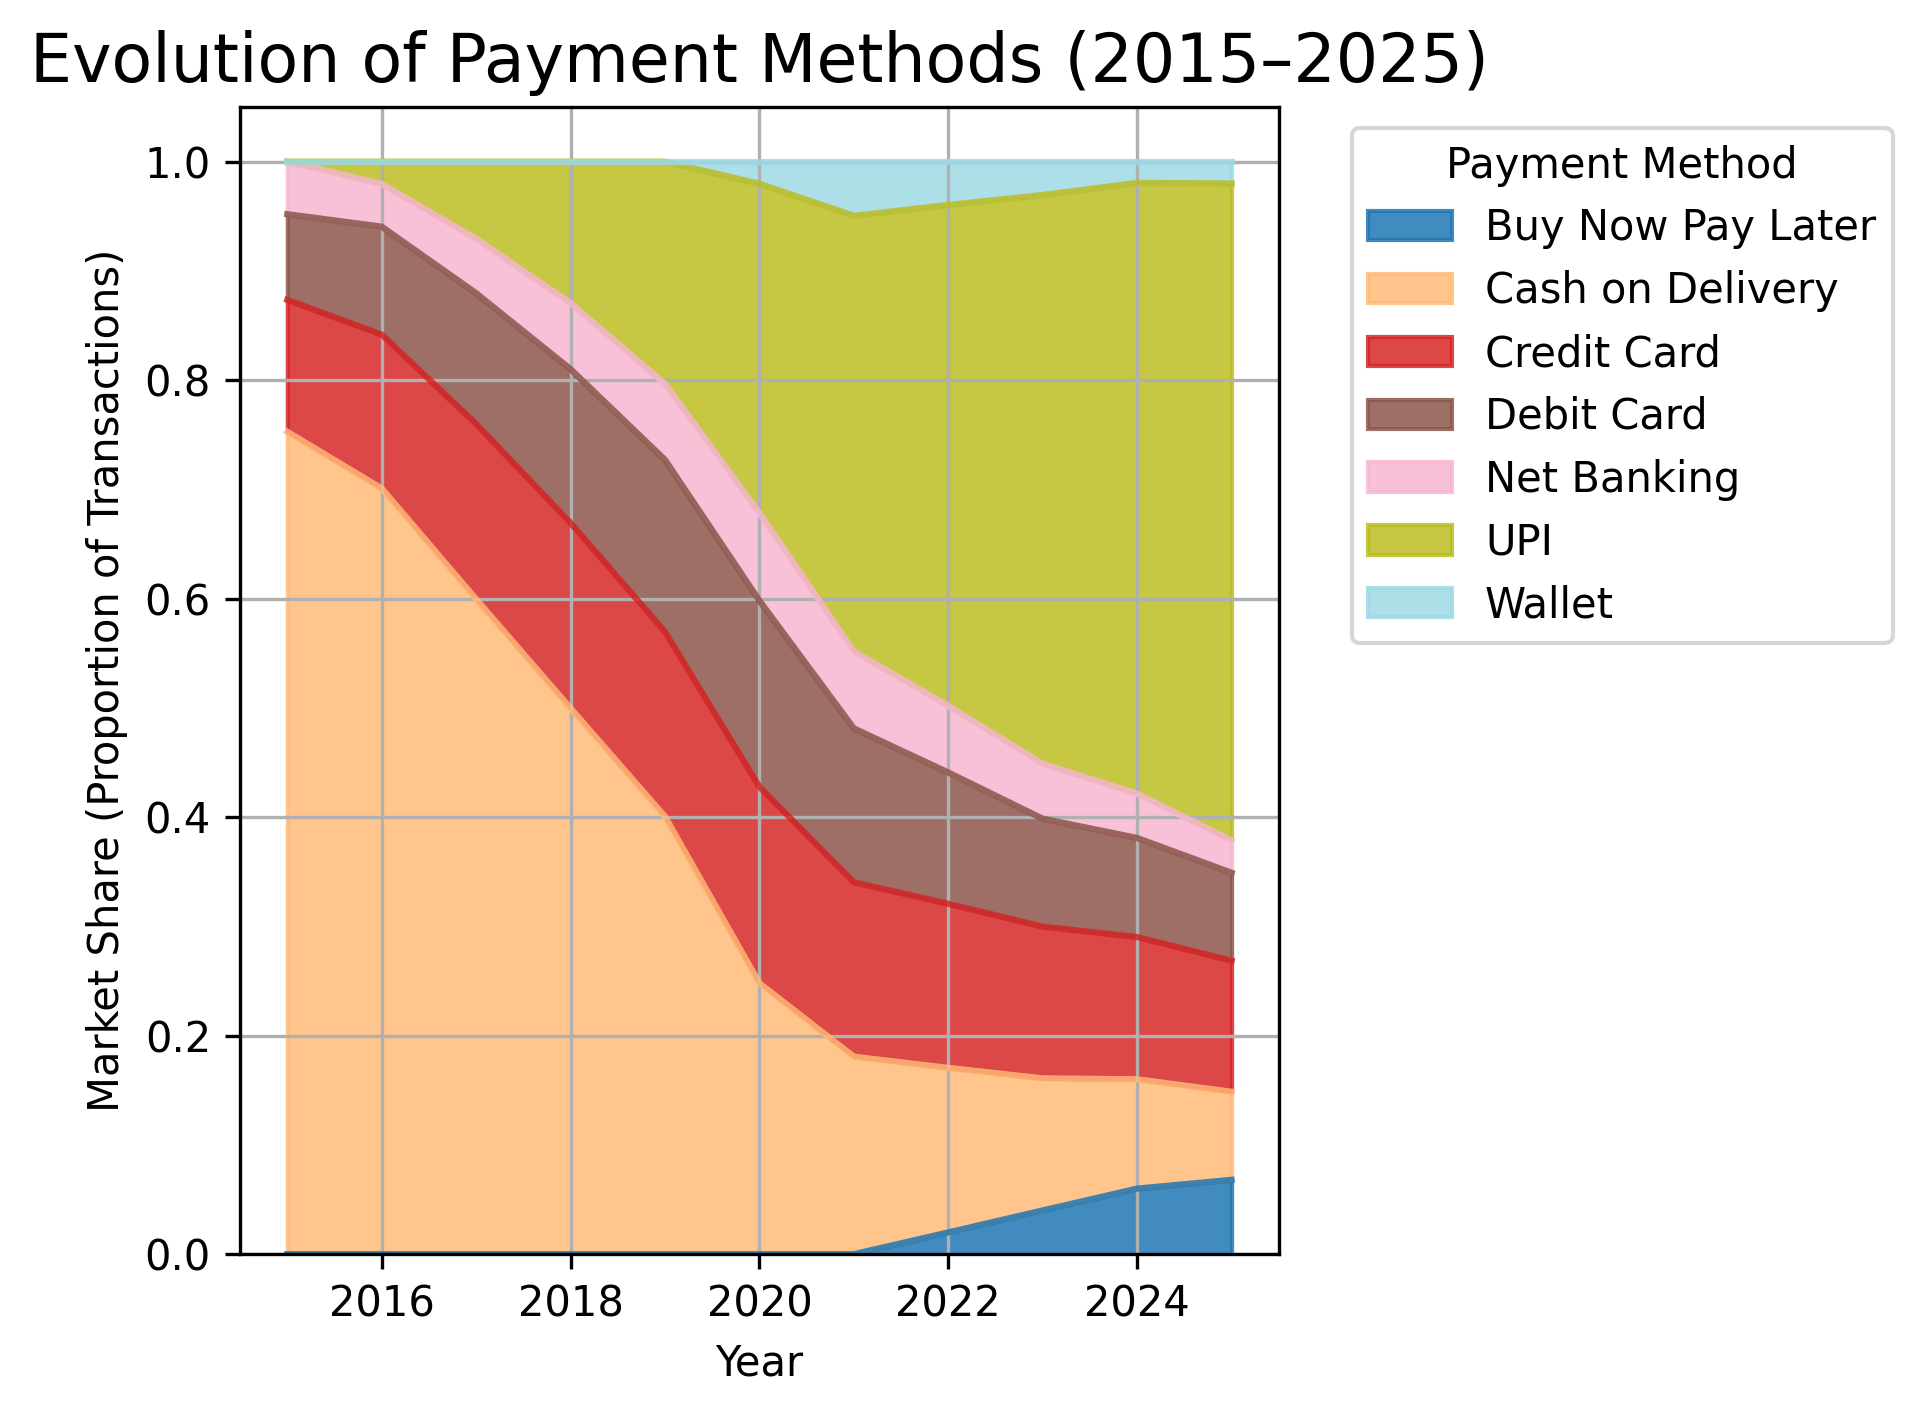 Evolution of Payment Methods (2015–2025)
Market Share (Proportion of Transactions)
1.0
0.8
0.6
0.4
0.2
0.0
2016 2018 2020 2022 2024
Year
Payment Method
Buy Now Pay Later
Cash on Delivery
Credit Card
Debit Card
Net Banking
UPI
Wallet